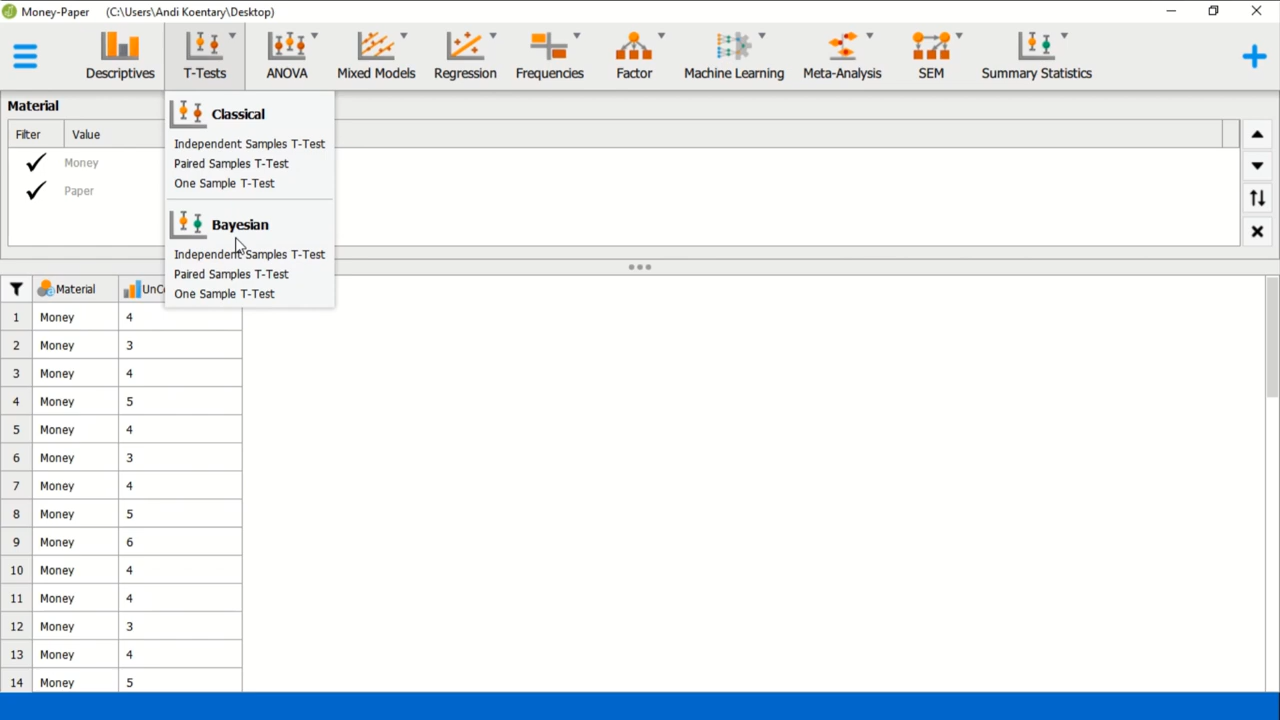 Money-Paper (C:\Users\Andi Koentary\Desktop)
Descriptives T-Tests ANOVA Mixed Models Regression Frequencies Factor Machine Learning Meta-Analysis SEM Summary Statistics
Material
Filter Value
Money
Paper
Classical
Independent Samples T-Test
Paired Samples T-Test
One Sample T-Test
Bayesian
Independent Samples T-Test
Paired Samples T-Test
One Sample T-Test
Material
1 Money 4
2 Money 3
3 Money 4
4 Money 5
5 Money 4
6 Money 3
7 Money 4
8 Money 5
9 Money 6
10 Money 4
11 Money 4
12 Money 3
13 Money 4
14 Money 5